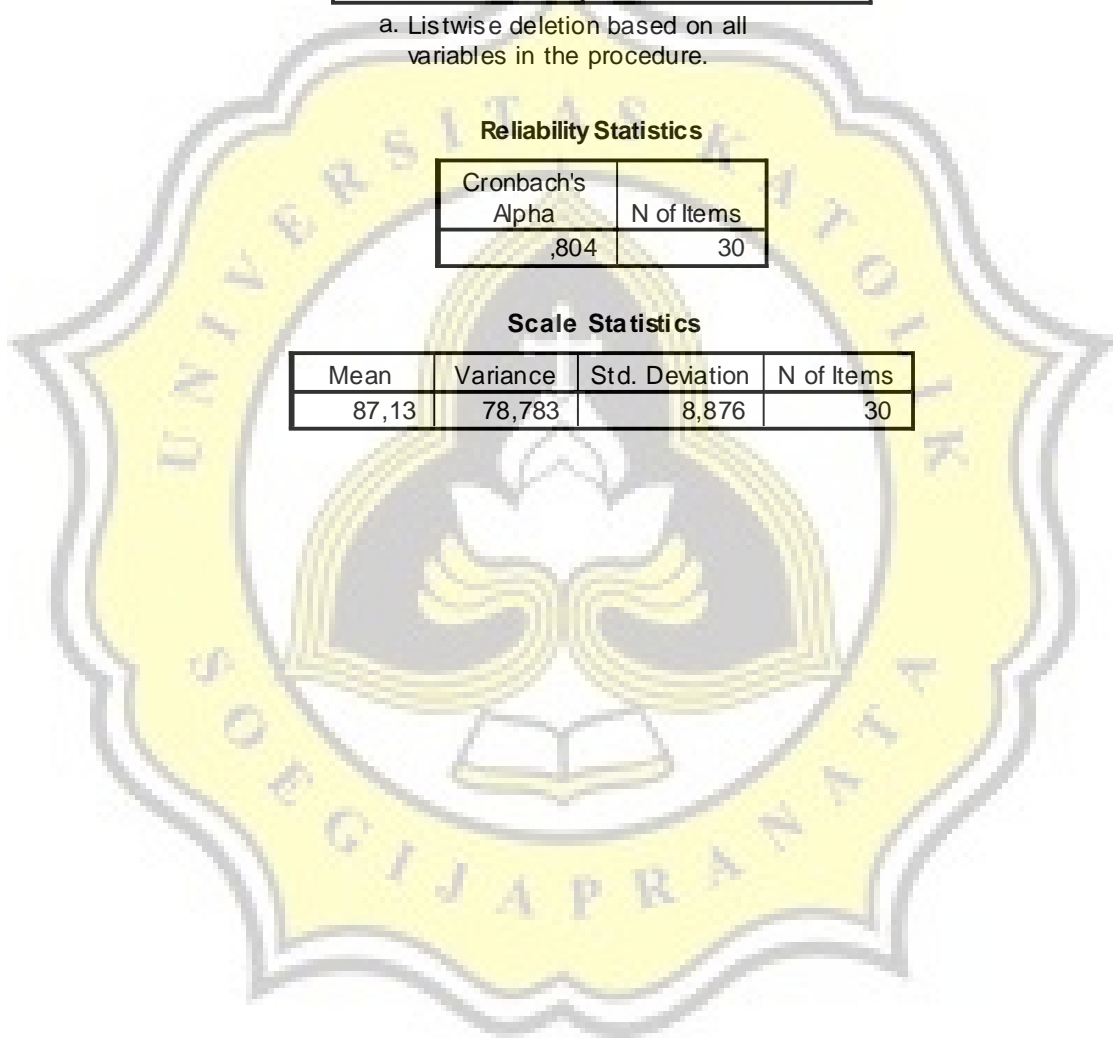 a. Listwise deletion based on all
variables in the procedure.
Reliability Statistics
Cronbach's
Alpha N of Items
,804 30
Scale Statistics
Mean Variance Std. Deviation N of Items
87,13 78,783 8,876 30
UNIVERSITAS KATOLIK
SOEGIJAPRANATA